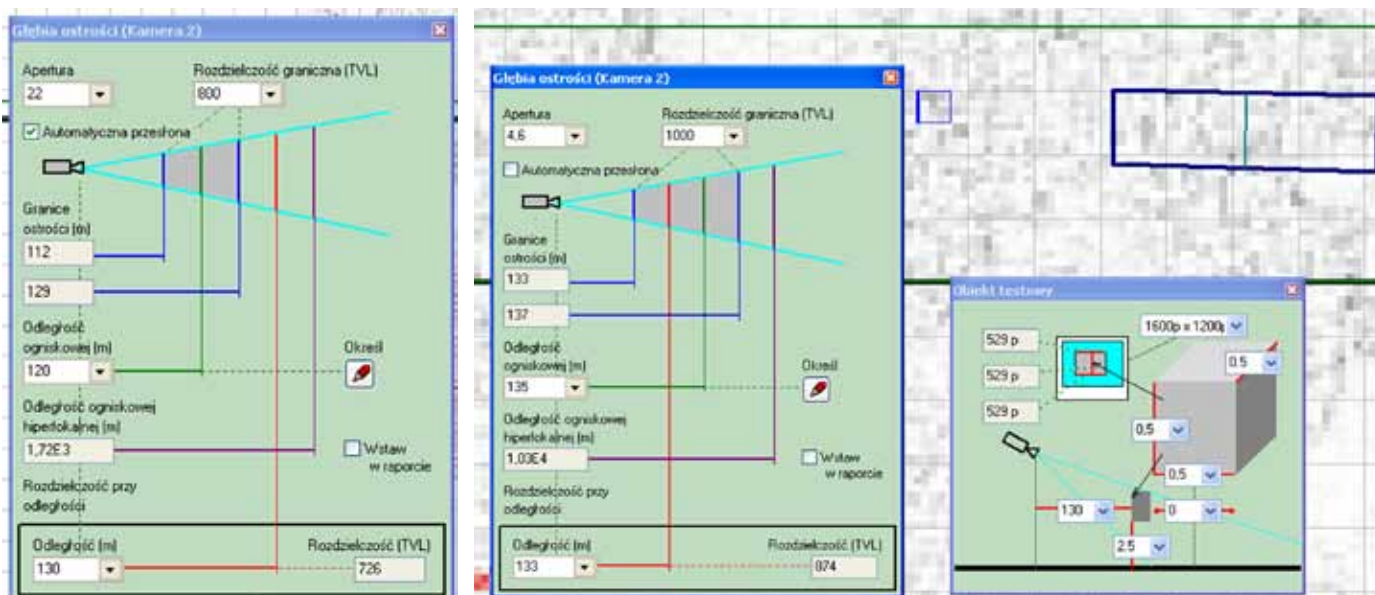 Głębia ostrości (Kamera 2)
Apertura
Rozdzielczość graniczna (TVL)
22
800
Automatyczna przesłona
Granice
ostrości (m)
112
129
Odległość
ogniskowej (m)
Określ
120
Odległość ogniskowej
hiperfokalnej (m)
1,72E3
Wstaw
w raporcie
Rozdzielczość przy
odległości
Odległość (m)
Rozdzielczość (TVL)
130
726
Głębia ostrości (Kamera 2)
Apertura
Rozdzielczość graniczna (TVL)
4,6
1000
Automatyczna przesłona
Granice
ostrości (m)
133
137
Odległość
ogniskowej (m)
Określ
135
Odległość ogniskowej
hiperfokalnej (m)
1,03E4
Wstaw
w raporcie
Rozdzielczość przy
odległości
Odległość (m)
Rozdzielczość (TVL)
133
874
Obiekt testowy
1600p x 1200p
529 p
0.5
529 p
529 p
0,5
0,5
130
0
2.5